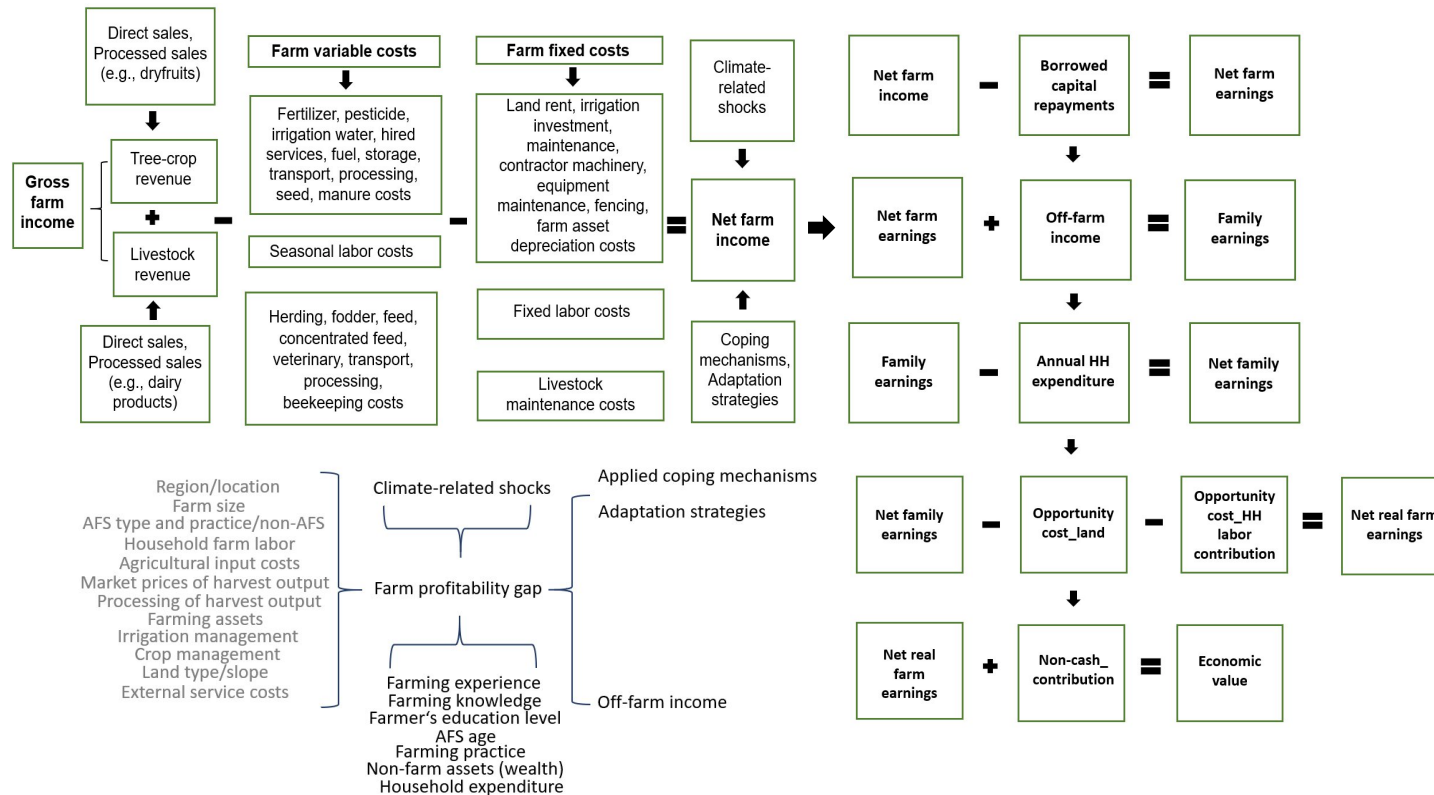 Direct sales,
Processed sales
(e.g., dryfruits)
Gross
farm
income
Tree-crop
revenue
+
Livestock
revenue
Direct sales,
Processed sales
(e.g., dairy
products)
-
Farm variable costs
Fertilizer, pesticide,
irrigation water, hired
services, fuel, storage,
transport, processing,
seed, manure costs
Seasonal labor costs
Herding, fodder, feed,
concentrated feed,
veterinary, transport,
processing,
beekeeping costs
-
Farm fixed costs
Land rent, irrigation
investment,
maintenance,
contractor machinery,
equipment
maintenance, fencing,
farm asset
depreciation costs
Fixed labor costs
Livestock
maintenance costs
=
Climate-
related
shocks
Net farm
income
Coping
mechanisms,
Adaptation
strategies
Net farm
income
-
Borrowed
capital
repayments
=
Net farm
earnings
Net farm
earnings
+
Off-farm
income
=
Family
earnings
Family
earnings
-
Annual HH
expenditure
=
Net family
earnings
Net family
earnings
-
Opportunity
cost_land
-
Opportunity
cost_HH
labor
contribution
=
Net real farm
earnings
Net real
farm
earnings
+
Non-cash_
contribution
=
Economic
value
Region/location
Farm size
AFS type and practice/non-AFS
Household farm labor
Agricultural input costs
Market prices of harvest output
Processing of harvest output
Farming assets
Irrigation management
Crop management
Land type/slope
External service costs
Climate-related shocks
Farm profitability gap
Farming experience
Farming knowledge
Farmer‘s education level
AFS age
Farming practice
Non-farm assets (wealth)
Household expenditure
Applied coping mechanisms
Adaptation strategies
Off-farm income